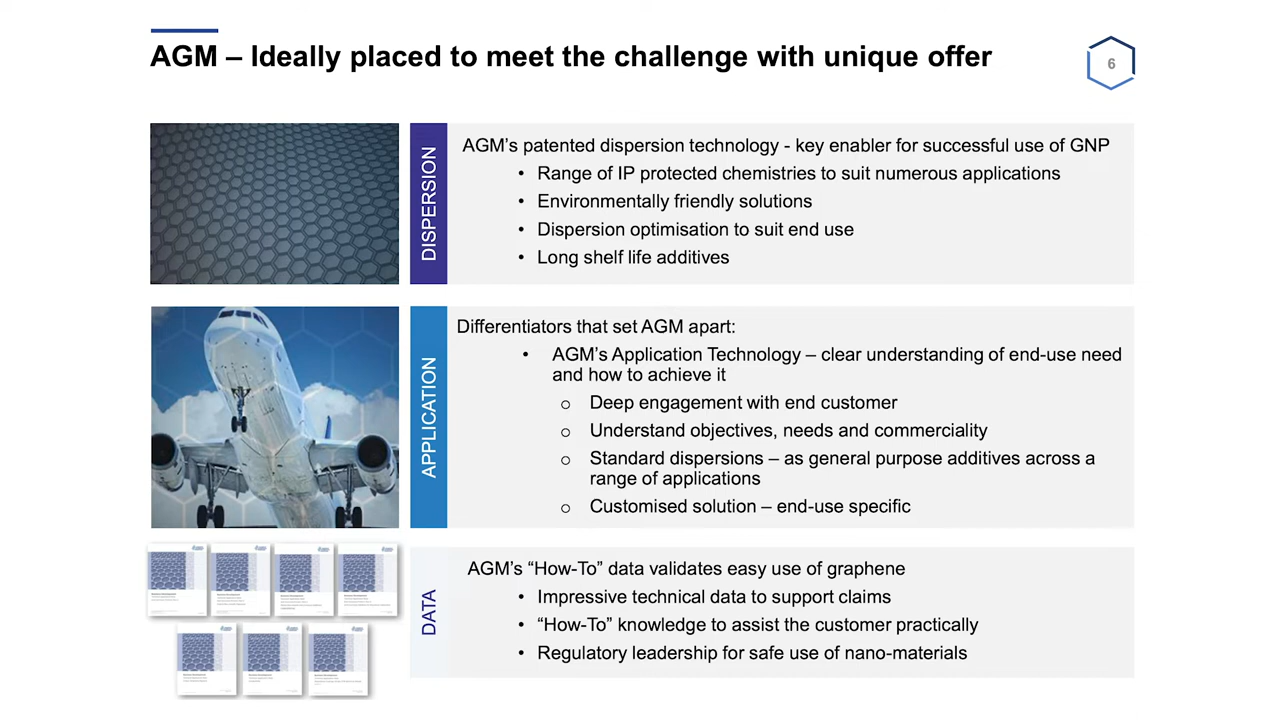 AGM – Ideally placed to meet the challenge with unique offer
6
DISPERSION
AGM’s patented dispersion technology - key enabler for successful use of GNP
• Range of IP protected chemistries to suit numerous applications
• Environmentally friendly solutions
• Dispersion optimisation to suit end use
• Long shelf life additives
APPLICATION
Differentiators that set AGM apart:
• AGM’s Application Technology – clear understanding of end-use need
and how to achieve it
o Deep engagement with end customer
o Understand objectives, needs and commerciality
o Standard dispersions – as general purpose additives across a
range of applications
o Customised solution – end-use specific
DATA
AGM’s “How-To” data validates easy use of graphene
• Impressive technical data to support claims
• “How-To” knowledge to assist the customer practically
• Regulatory leadership for safe use of nano-materials